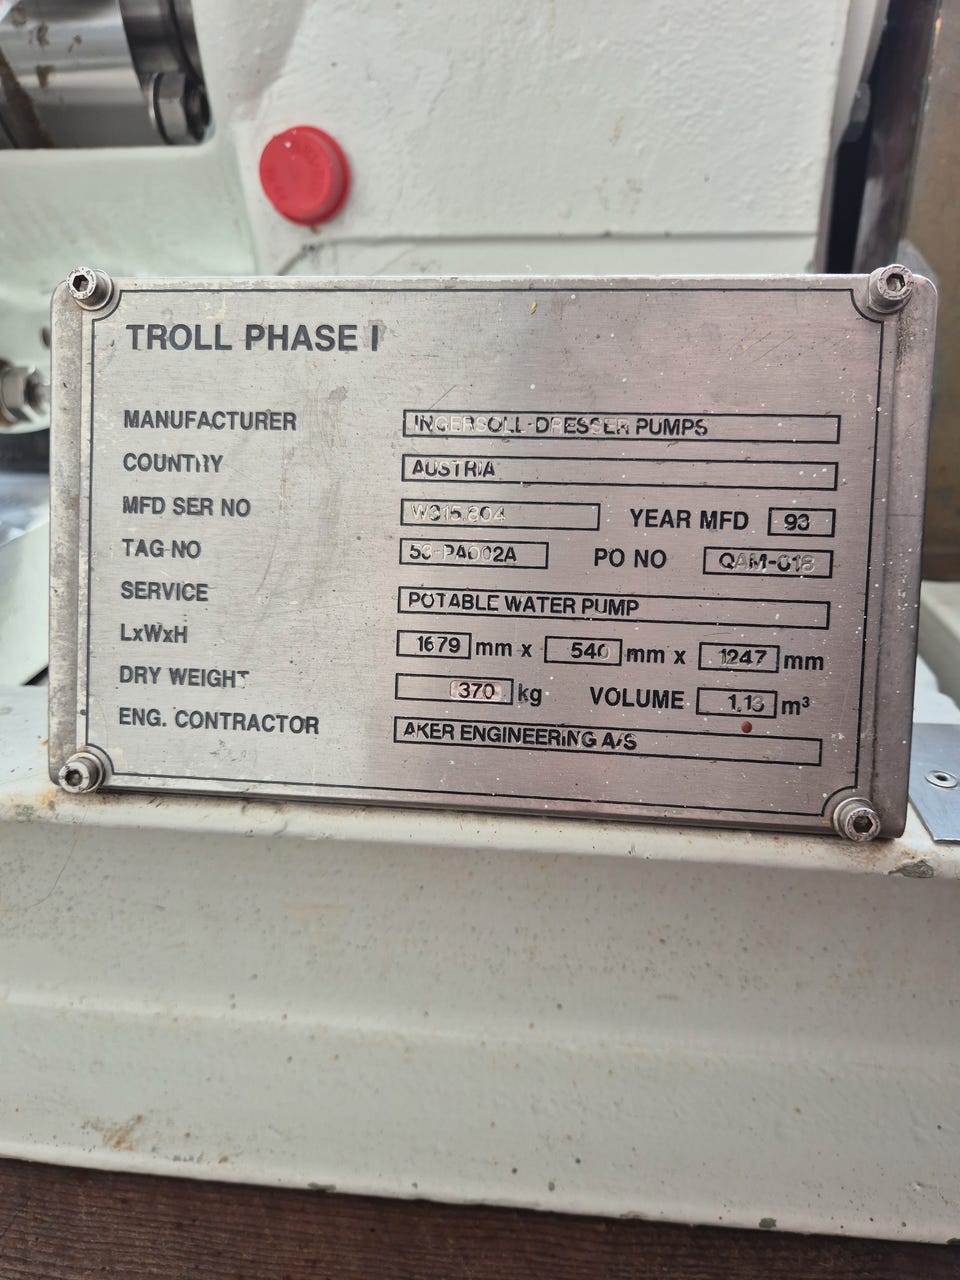 TROLL PHASE I
MANUFACTURER INGERSOLL-DRESSER PUMPS
COUNTRY AUSTRIA
MFD SER NO W315.804 YEAR MFD 93
TAG NO 53-PA002A PO NO QAM-018
SERVICE POTABLE WATER PUMP
LxWxH 1679 mm x 540 mm x 1247 mm
DRY WEIGHT 370 kg VOLUME 1.13 m³
ENG. CONTRACTOR AKER ENGINEERING A/S